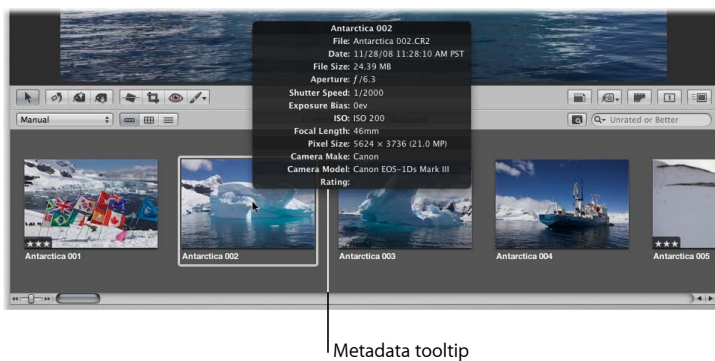 Antarctica 002
File: Antarctica 002.CR2
Date: 11/28/08 11:28:10 AM PST
File Size: 24.39 MB
Aperture: ƒ/6.3
Shutter Speed: 1/2000
Exposure Bias: 0ev
ISO: ISO 200
Focal Length: 46mm
Pixel Size: 5624 × 3736 (21.0 MP)
Camera Make: Canon
Camera Model: Canon EOS-1Ds Mark III
Rating:
1
Manual
Unrated or Better
Antarctica 001
Antarctica 002
Antarctica 003
Antarctica 004
Antarctica 005
Metadata tooltip